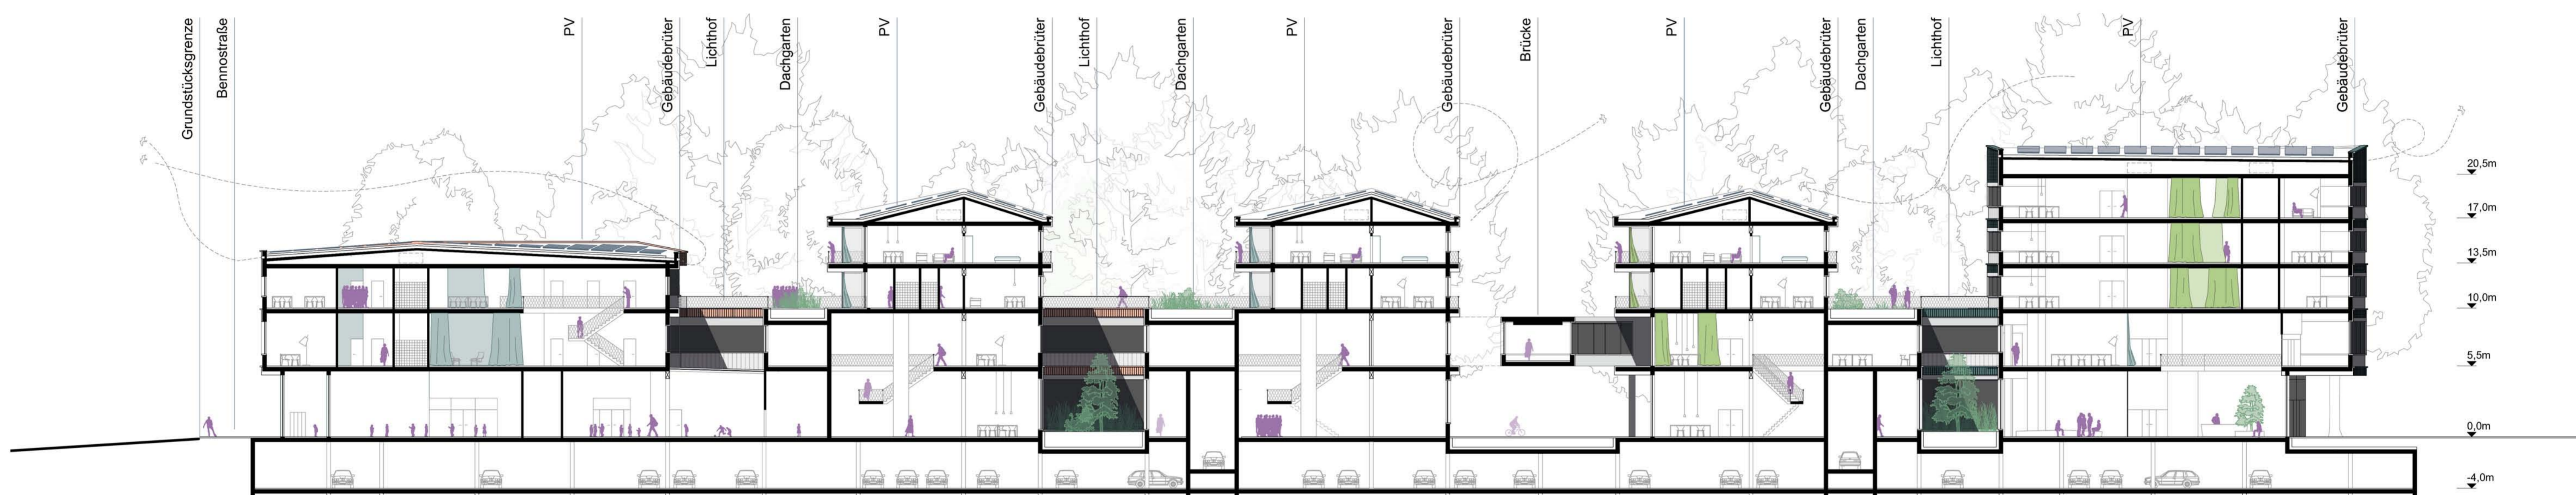 Grundstücksgrenze
Bennostraße
PV
Gebäudebrüter
Lichthof
Dachgarten
PV
Gebäudebrüter
Lichthof
Dachgarten
PV
Gebäudebrüter
Brücke
PV
Gebäudebrüter
Dachgarten
Lichthof
PV
Gebäudebrüter
20,5m
17,0m
13,5m
10,0m
5,5m
0,0m
-4,0m